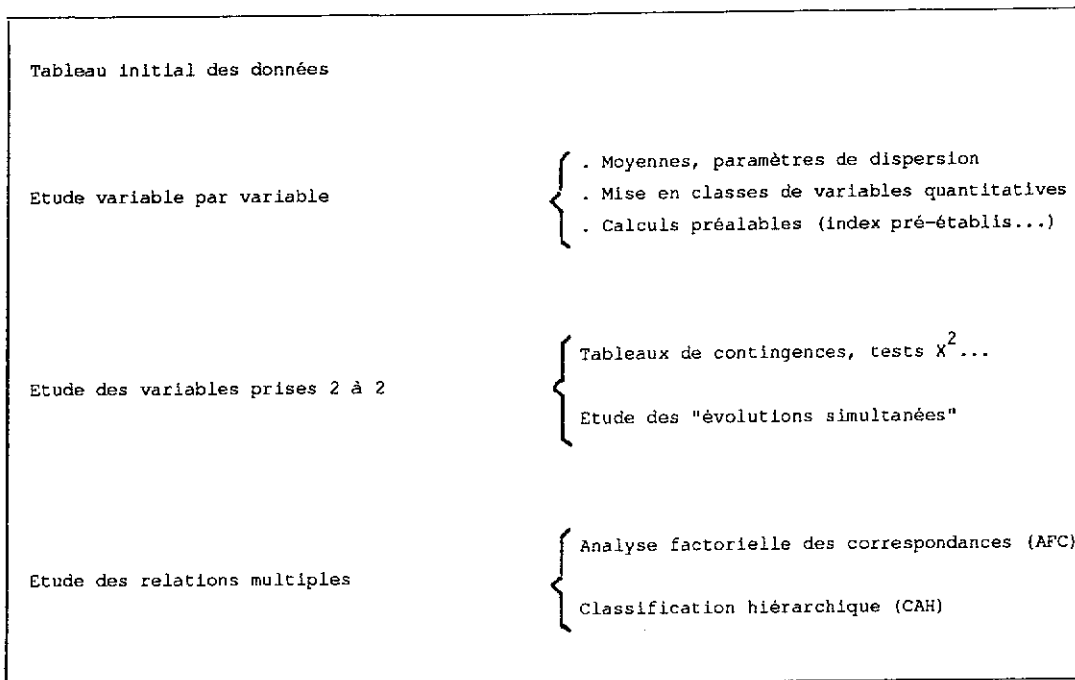 Tableau initial des données
. Moyennes, paramètres de dispersion
Etude variable par variable
. Mise en classes de variables quantitatives
. Calculs préalables (index pré-établis...)
Tableaux de contingences, tests X²...
Etude des variables prises 2 à 2
Etude des "évolutions simultanées"
Analyse factorielle des correspondances (AFC)
Etude des relations multiples
Classification hiérarchique (CAH)